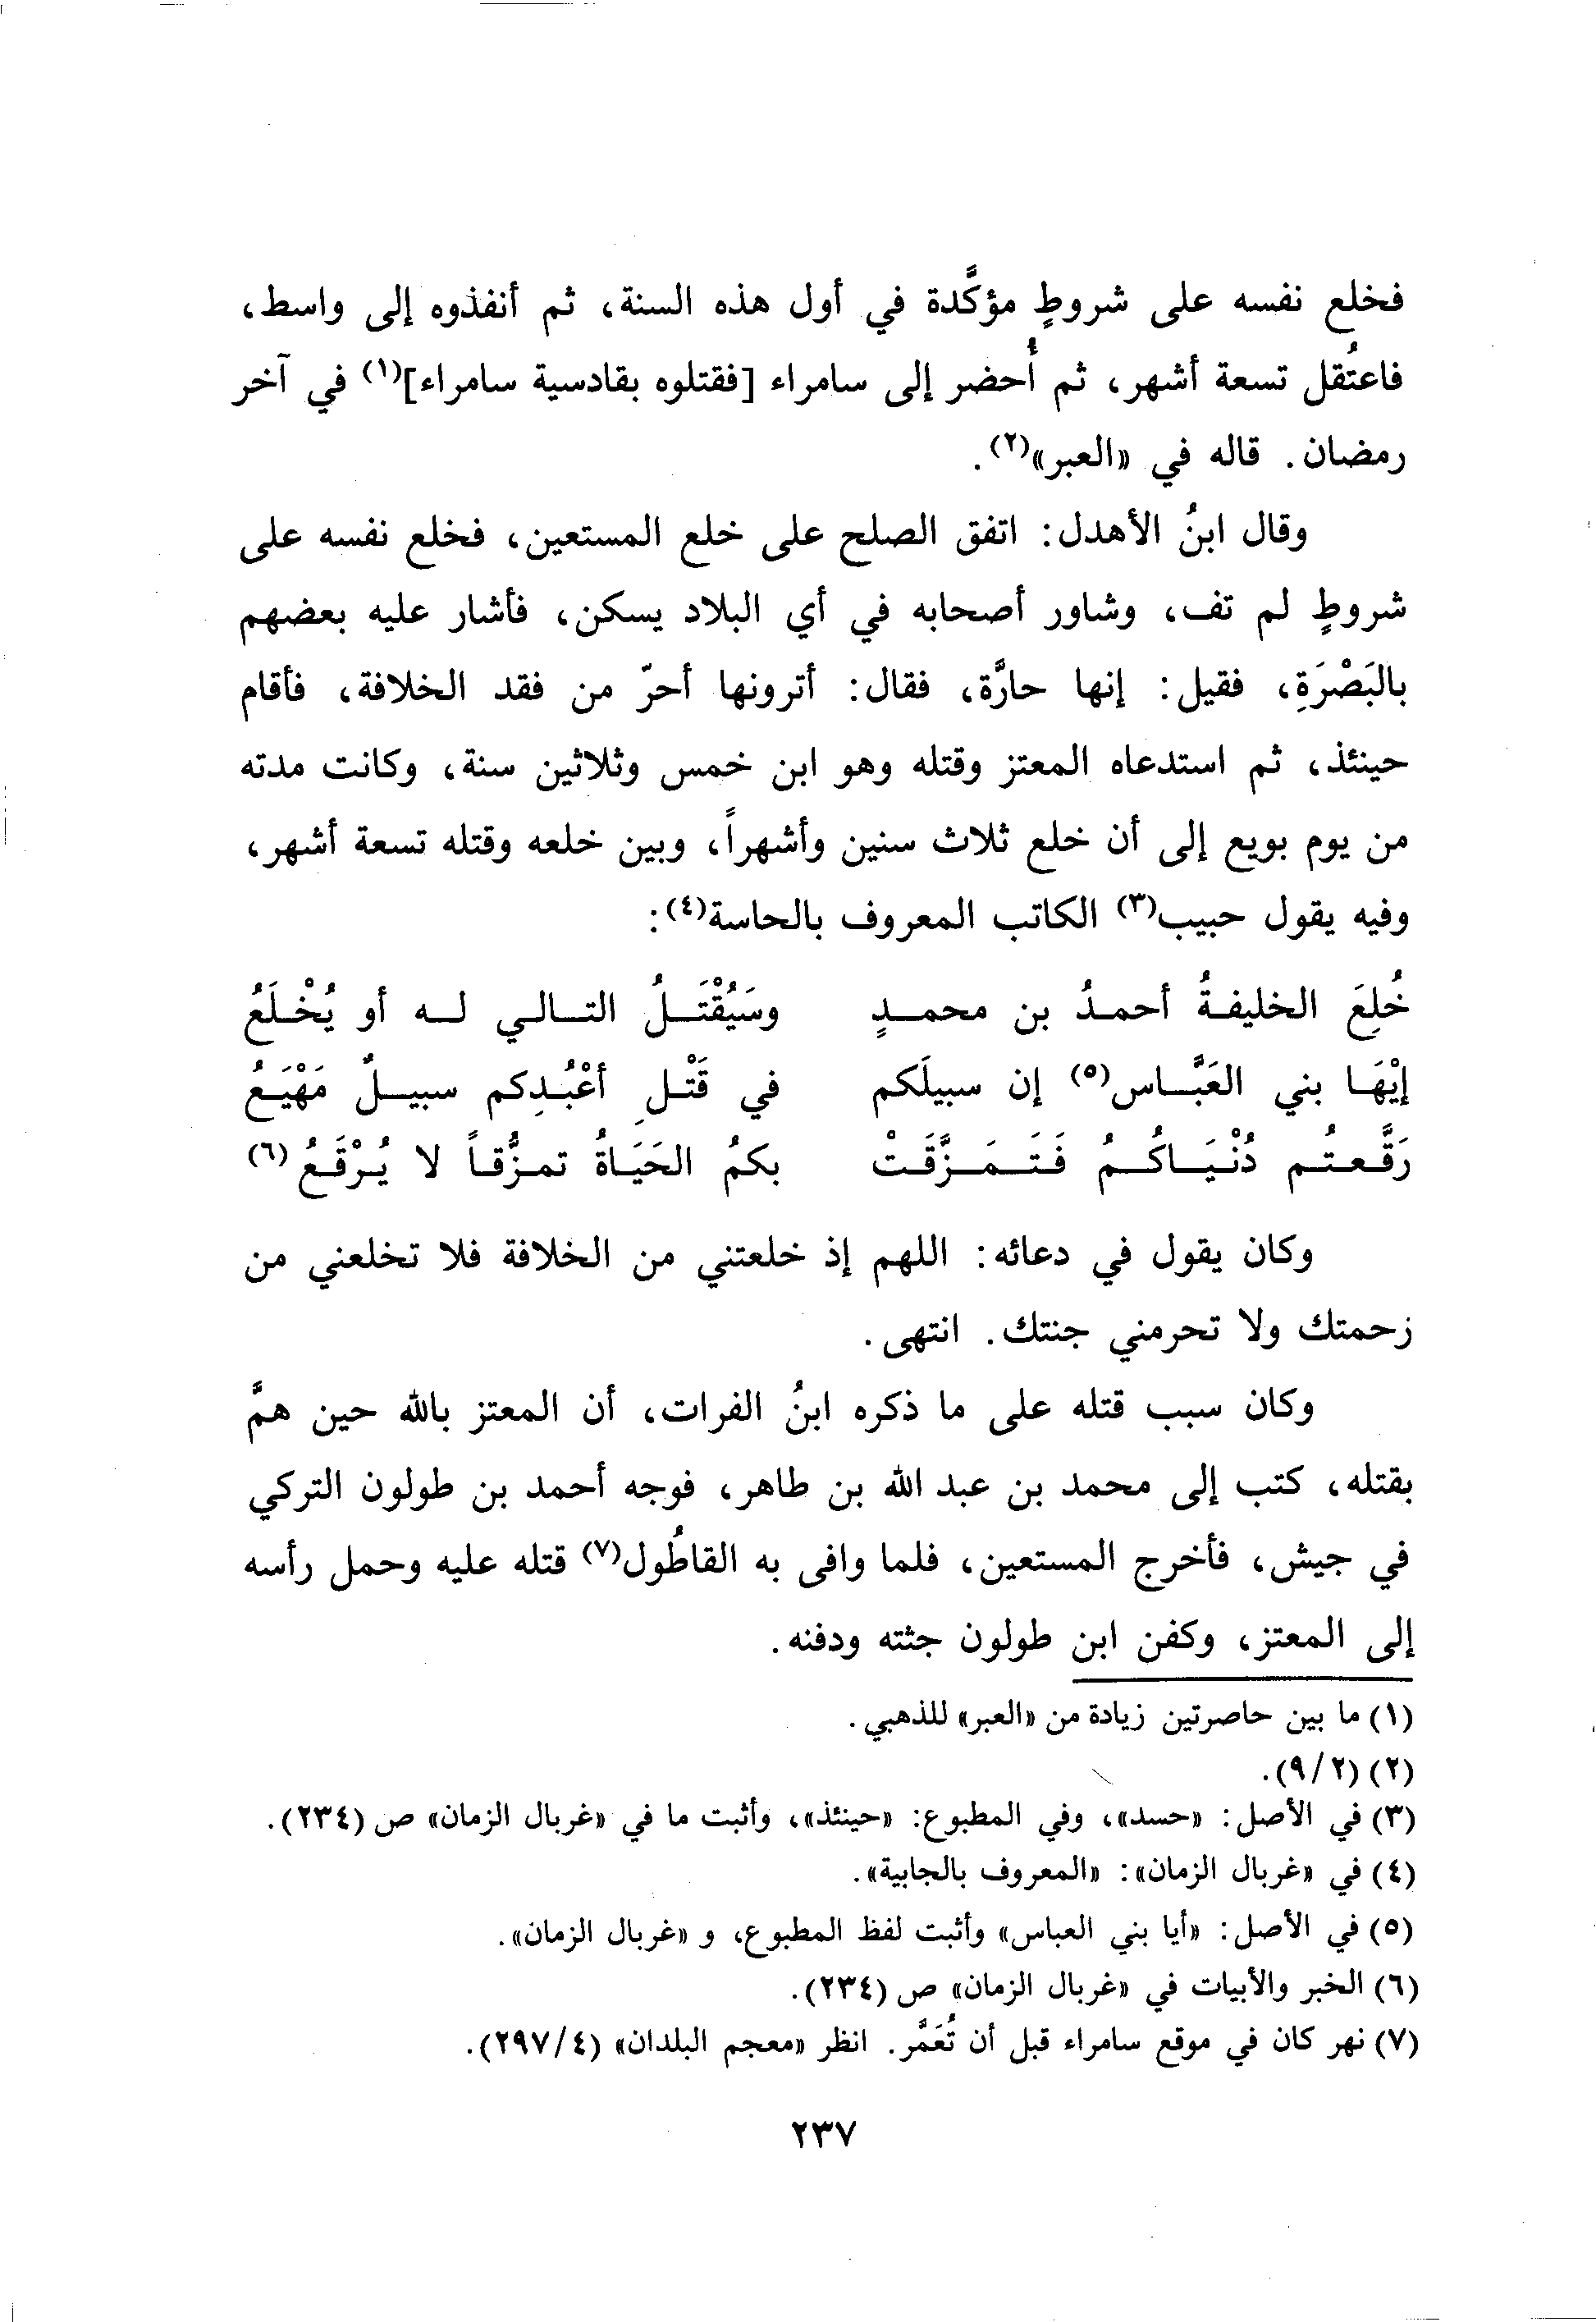 فخلع نفسه على شروطٍ مؤكَّدة في أول هذه السنة، ثم أنفذوه إلى واسط،
فاعتُقل تسعة أشهر، ثم أُحضر إلى سامراء [فقتلوه بقادسية سامراء](١) في آخر
رمضان. قاله في «العبر»(٢).
وقال ابنُ الأهدل: اتفق الصلح على خلع المستعين، فخلع نفسه على
شروطٍ لم تف، وشاور أصحابه في أي البلاد يسكن، فأشار عليه بعضهم
بالبَصْرَةِ، فقيل: إنها حارَّة، فقال: أترونها أحرّ من فقد الخلافة، فأقام
حينئذ، ثم استدعاه المعتز وقتله وهو ابن خمس وثلاثين سنة، وكانت مدته
من يوم بويع إلى أن خلع ثلاث سنين وأشهراً، وبين خلعه وقتله تسعة أشهر،
وفيه يقول حبيب(٣) الكاتب المعروف بالحاسة(٤):
خُلِعَ الخليفةُ أحمدُ بن محمدٍ وسَيُقْتَلُ التالي له أو يُخْلَعُ
إيْهَا بني العَبَّاس(٥) إن سبيلَكم في قَتْلِ أعْبُدِكم سبيلٌ مَهْيَعُ
رَقَّعتُم دُنْيَاكُمُ فَتَمَزَّقَتْ بكمُ الحَيَاةُ تمزُّقاً لا يُرْقَعُ(٦)
وكان يقول في دعائه: اللهم إذ خلعتني من الخلافة فلا تخلعني من
زحمتك ولا تحرمني جنتك. انتهى.
وكان سبب قتله على ما ذكره ابنُ الفرات، أن المعتز بالله حين همَّ
بقتله، كتب إلى محمد بن عبد الله بن طاهر، فوجه أحمد بن طولون التركي
في جيش، فأخرج المستعين، فلما وافى به القاطُول(٧) قتله عليه وحمل رأسه
إلى المعتز، وكفن ابن طولون جثته ودفنه.
(١) ما بين حاصرتين زيادة من «العبر» للذهبي.
(٢) (٩/٢).
(٣) في الأصل: «حسد»، وفي المطبوع: «حينئذ»، وأثبت ما في «غربال الزمان» ص (٢٣٤).
(٤) في «غربال الزمان»: «المعروف بالجابية».
(٥) في الأصل: «أيا بني العباس» وأثبت لفظ المطبوع، و «غربال الزمان».
(٦) الخبر والأبيات في «غربال الزمان» ص (٢٣٤).
(٧) نهر كان في موقع سامراء قبل أن تُعَمَّر. انظر «معجم البلدان» (٢٩٧/٤).
٢٣٧